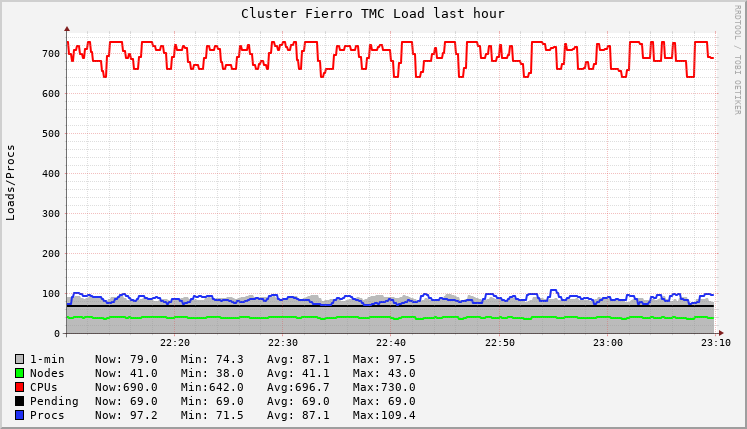 Cluster Fierro TMC Load last hour
RRDTOOL / TOBI OETIKER
Loads/Procs
700
600
500
400
300
200
100
0
22:20 22:30 22:40 22:50 23:00 23:10
1-min Now: 79.0 Min: 74.3 Avg: 87.1 Max: 97.5
Nodes Now: 41.0 Min: 38.0 Avg: 41.1 Max: 43.0
CPUs Now:690.0 Min:642.0 Avg:696.7 Max:730.0
Pending Now: 69.0 Min: 69.0 Avg: 69.0 Max: 69.0
Procs Now: 97.2 Min: 71.5 Avg: 87.1 Max:109.4